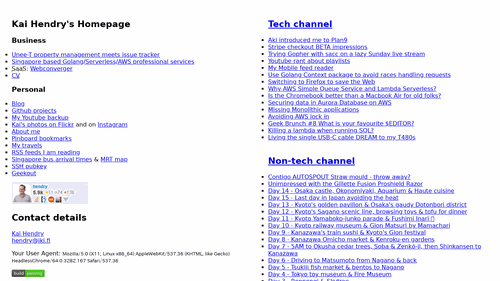 Kai Hendry's Homepage
Business
Unee-T property management meets issue tracker
Singapore based Golang/Serverless/AWS professional services
SaaS: Webconverger
CV
Personal
Blog
Github projects
My Youtube backup
Kai's photos on Flickr and on Instagram
About me
Pinboard bookmarks
My travels
RSS feeds I am reading
Singapore bus arrival times & MRT map
SSH pubkey
Geekout
hendry
5.9k
Contact details
Kai Hendry
hendry@iki.fi
Your User Agent: Mozilla/5.0 (X11; Linux x86_64) AppleWebKit/537.36 (KHTML, like Gecko)
HeadlessChrome/64.0.3282.167 Safari/537.36
build passing
Tech channel
Aki introduced me to Plan9
Stripe checkout BETA impressions
Trying Gopher with sacc on a lazy Sunday live stream
Youtube rant about playlists
My Mobile feed reader
Use Golang Context package to avoid races handling requests
Switching to Firefox to save the Web
Why AWS Simple Queue Service and Lambda Serverless?
Is the Chromebook better than a Macbook Air for old folks?
Securing data in Aurora Database on AWS
Missing Monolithic applications
Avoiding AWS lock in
Geek Brunch #8 What is your favourite $EDITOR?
Killing a lambda when running SQL?
Living the single USB-C cable DREAM to my T480s
Non-tech channel
Contigo AUTOSPOUT Straw mould - throw away?
Unimpressed with the Gillette Fusion Proshield Razor
Day 14 - Osaka castle, Okonomiyaki, Aquarium & Haute cuisine
Day 15 - Last day in Japan avoiding the heat
Day 13 - Kyoto's golden pavilion & Osaka's gaudy Dotonbori district
Day 12 - Kyoto's Sagano scenic line, browsing toys & tofu for dinner
Day 11 - Kyoto Yamaboko-junko parade & Fushimi Inari
Day 10 - Kyoto railway museum & Gion Matsuri by Mamachari
Day 9 - Kanazawa's train sushi & Kyoto's Gion festival
Day 8 - Kanazawa Omicho market & Kenroku-en gardens
Day 7 - 5AM to Okusha cedar trees, Soba & Zenkō-ji, then Shinkansen to
Kanazawa
Day 6 - Driving to Matsumoto from Nagano & back
Day 5 - Tsukiji fish market & bentos to Nagano
Day 4 - Tokyo toy museum & Fire Museum